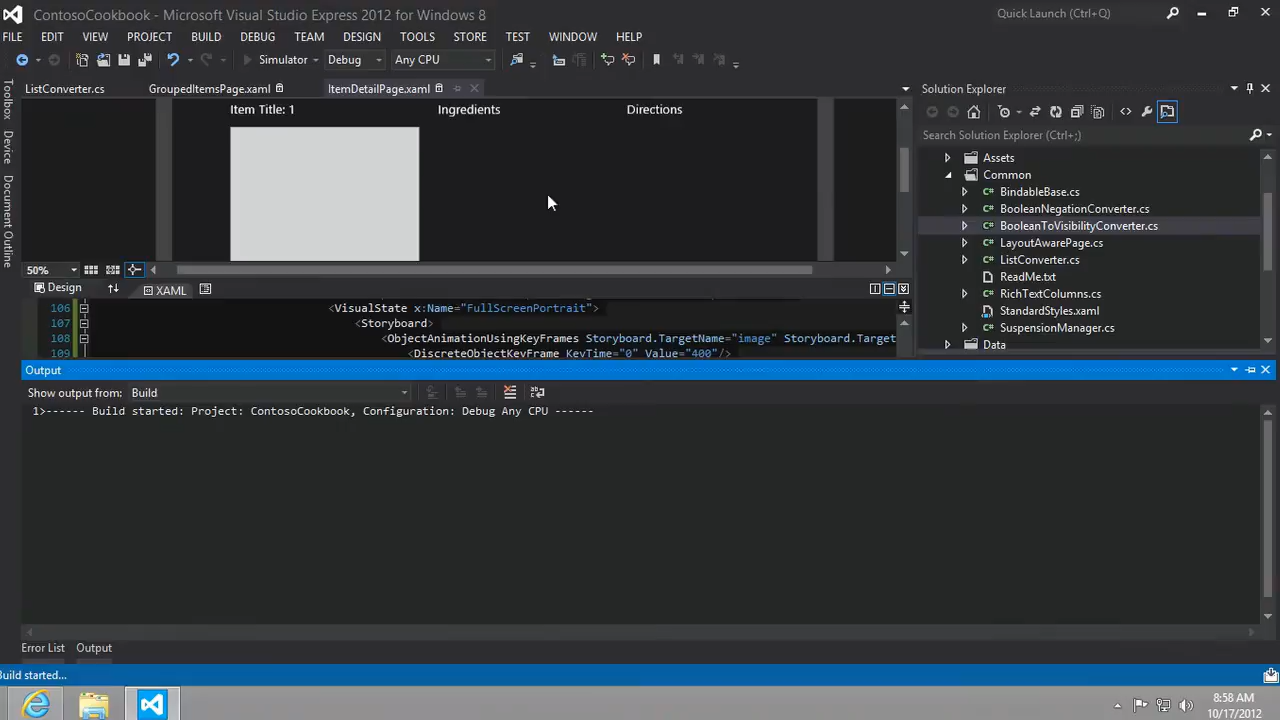 ContosoCookbook - Microsoft Visual Studio Express 2012 for Windows 8
Quick Launch (Ctrl+Q)
FILE EDIT VIEW PROJECT BUILD DEBUG TEAM DESIGN TOOLS STORE TEST WINDOW HELP
Simulator Debug Any CPU
ListConverter.cs GroupedItemsPage.xaml ItemDetailPage.xaml
Toolbox
Device
Document Outline
Item Title: 1 Ingredients Directions
50%
Design XAML
106 <VisualState x:Name="FullScreenPortrait">
107 <Storyboard>
108 <ObjectAnimationUsingKeyFrames Storyboard.TargetName="image" Storyboard.Target
109 <DiscreteObjectKeyFrame KeyTime="0" Value="400"/>
Solution Explorer
Search Solution Explorer (Ctrl+;)
Assets
Common
BindableBase.cs
BooleanNegationConverter.cs
BooleanToVisibilityConverter.cs
LayoutAwarePage.cs
ListConverter.cs
ReadMe.txt
RichTextColumns.cs
StandardStyles.xaml
SuspensionManager.cs
Data
Output
Show output from: Build
1>------ Build started: Project: ContosoCookbook, Configuration: Debug Any CPU ------
Error List Output
Build started...
8:58 AM
10/17/2012